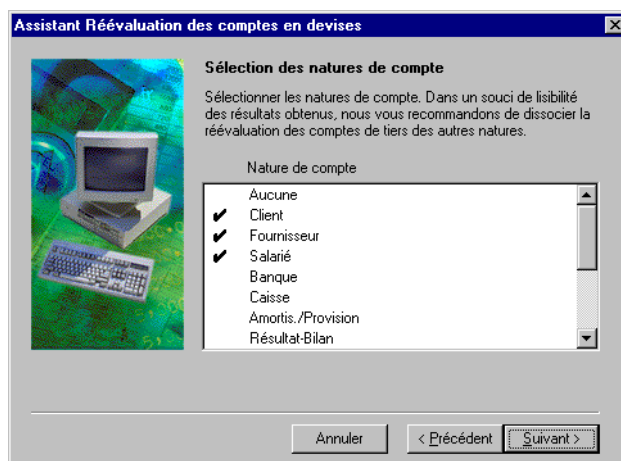 Assistant Réévaluation des comptes en devises
Sélection des natures de compte
Sélectionner les natures de compte. Dans un souci de lisibilité
des résultats obtenus, nous vous recommandons de dissocier la
réévaluation des comptes de tiers des autres natures.
Nature de compte
Aucune
Client
Fournisseur
Salarié
Banque
Caisse
Amortis./Provision
Résultat-Bilan
Annuler
< Précédent
Suivant >